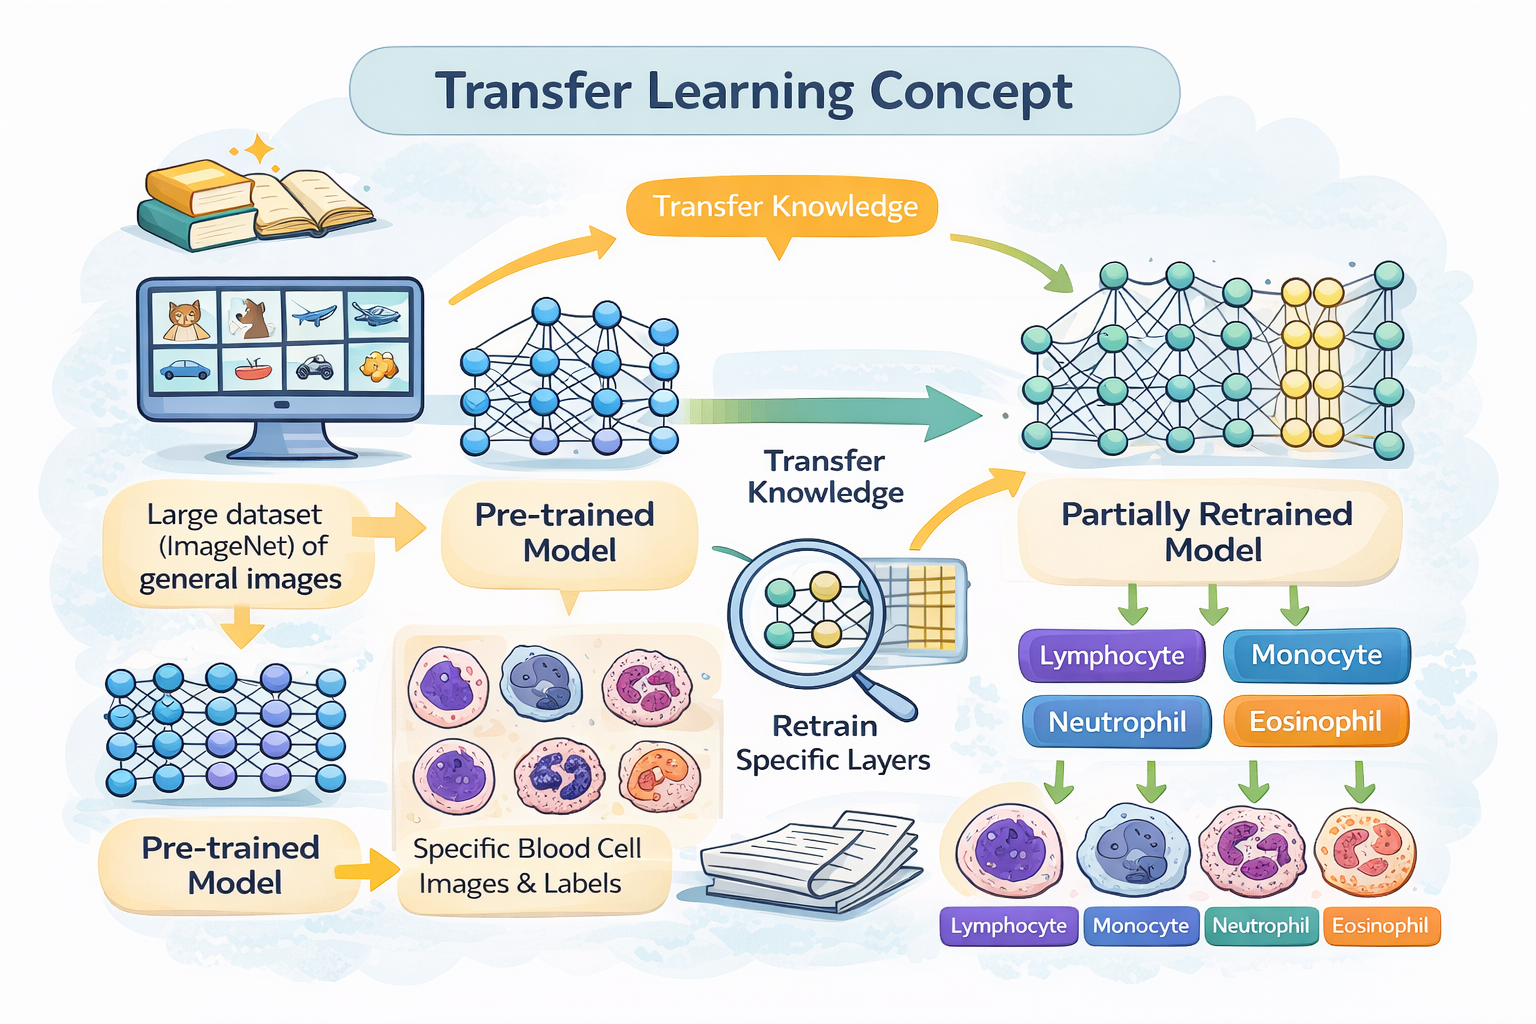 Transfer Learning Concept
Transfer Knowledge
Transfer
Knowledge
Large dataset
(ImageNet) of
general images
Pre-trained
Model
Partially Retrained
Model
Retrain
Specific Layers
Lymphocyte
Monocyte
Neutrophil
Eosinophil
Pre-trained
Model
Specific Blood Cell
Images & Labels
Lymphocyte
Monocyte
Neutrophil
Eosinophil